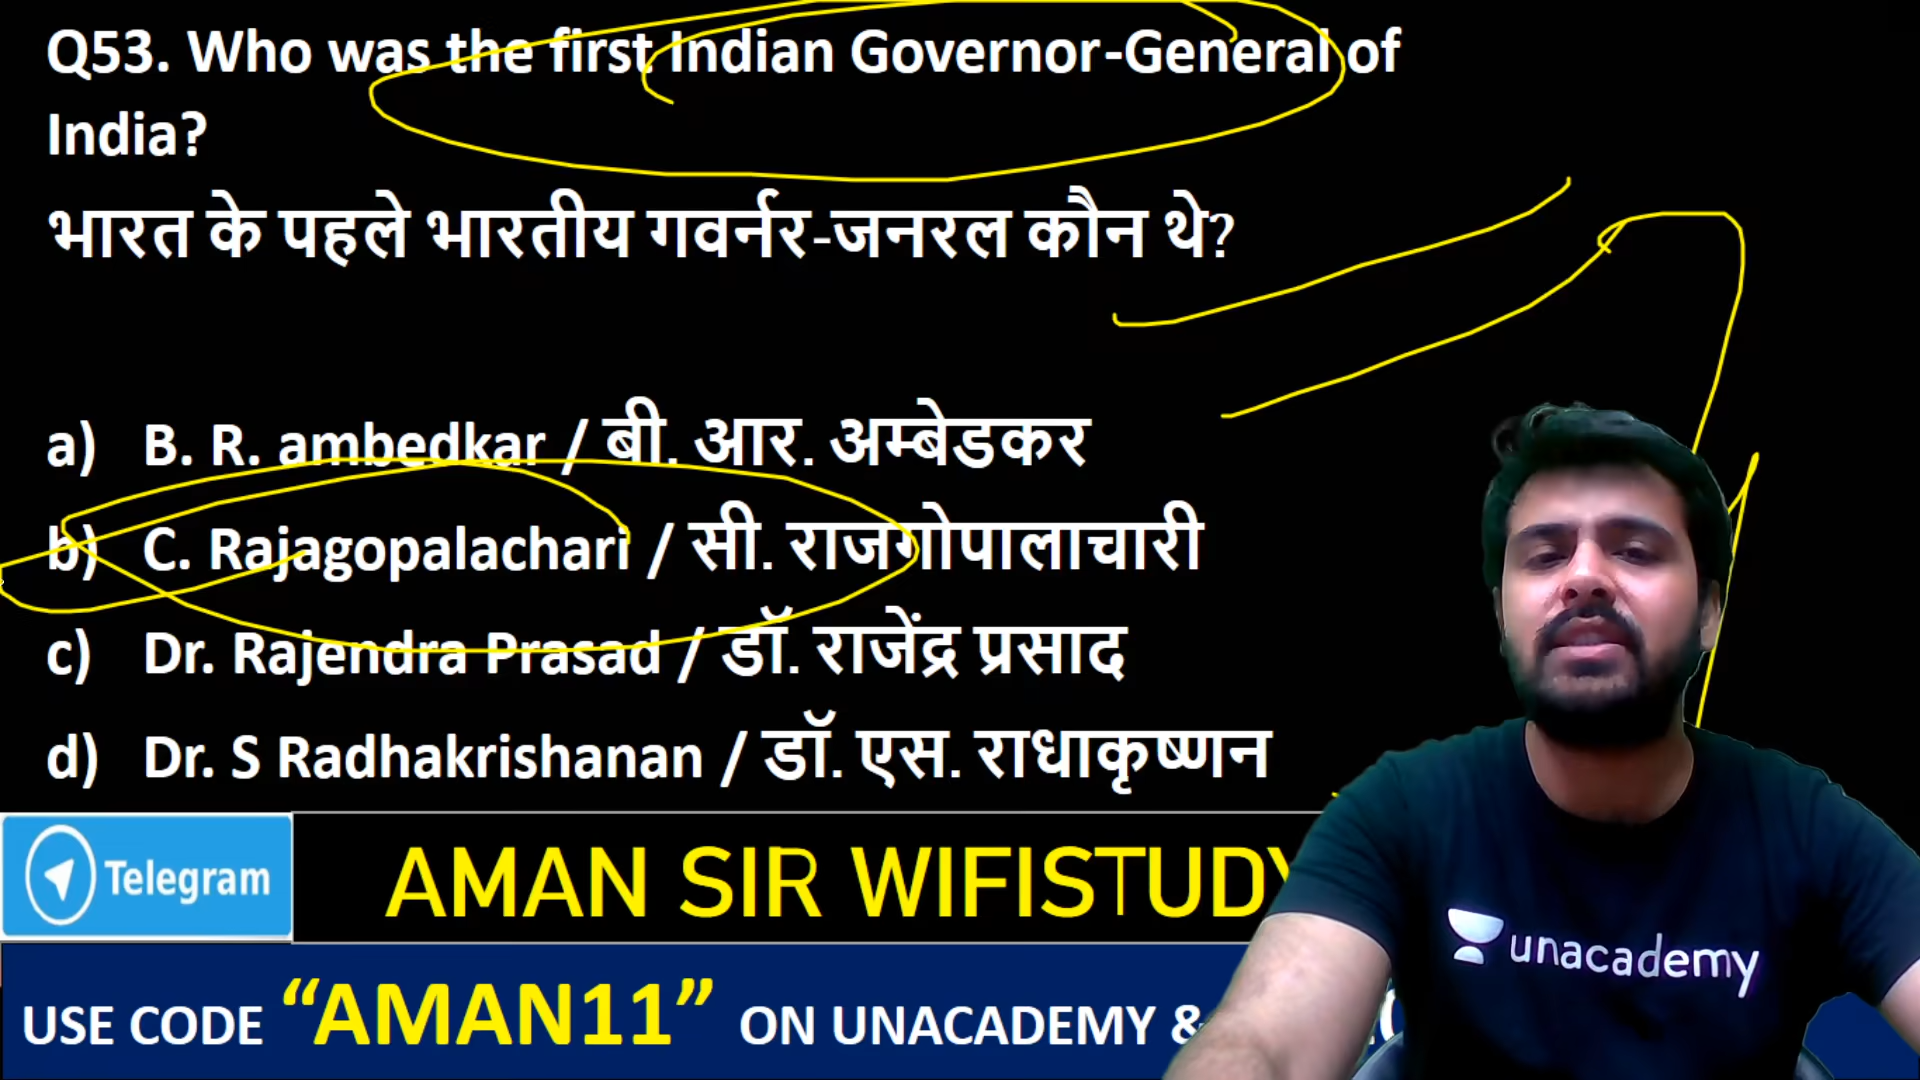 Q53. Who was the first Indian Governor-General of
India?
भारत के पहले भारतीय गवर्नर-जनरल कौन थे?
a) B. R. ambedkar / बी. आर. अम्बेडकर
b) C. Rajagopalachari / सी. राजगोपालाचारी
c) Dr. Rajendra Prasad / डॉ. राजेंद्र प्रसाद
d) Dr. S Radhakrishanan / डॉ. एस. राधाकृष्णन
Telegram
AMAN SIR WIFISTUDY
USE CODE “AMAN11” ON UNACADEMY &
unacademy